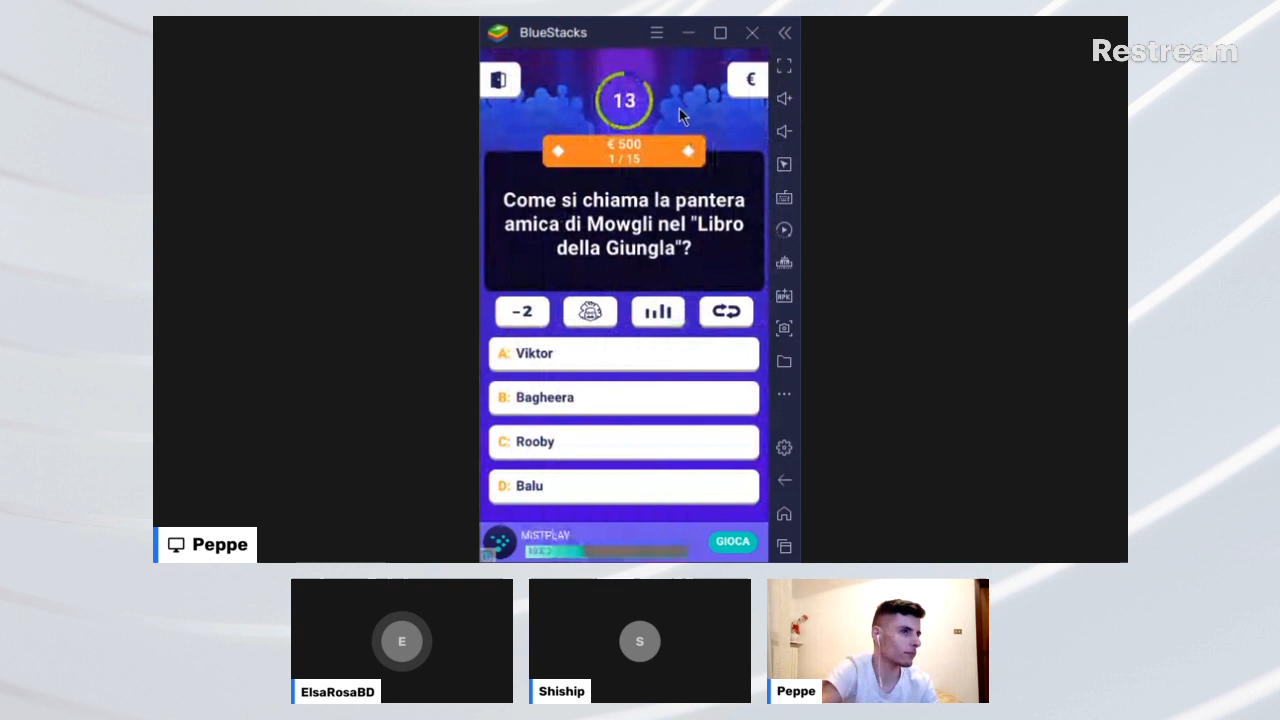 BlueStacks
Restream
13
€
€ 500
1 / 15
Come si chiama la pantera
amica di Mowgli nel "Libro
della Giungla"?
-2
A: Viktor
B: Bagheera
C: Rooby
D: Balu
MISTPLAY
GIOCA
Peppe
E
S
ElsaRosaBD
Shiship
Peppe